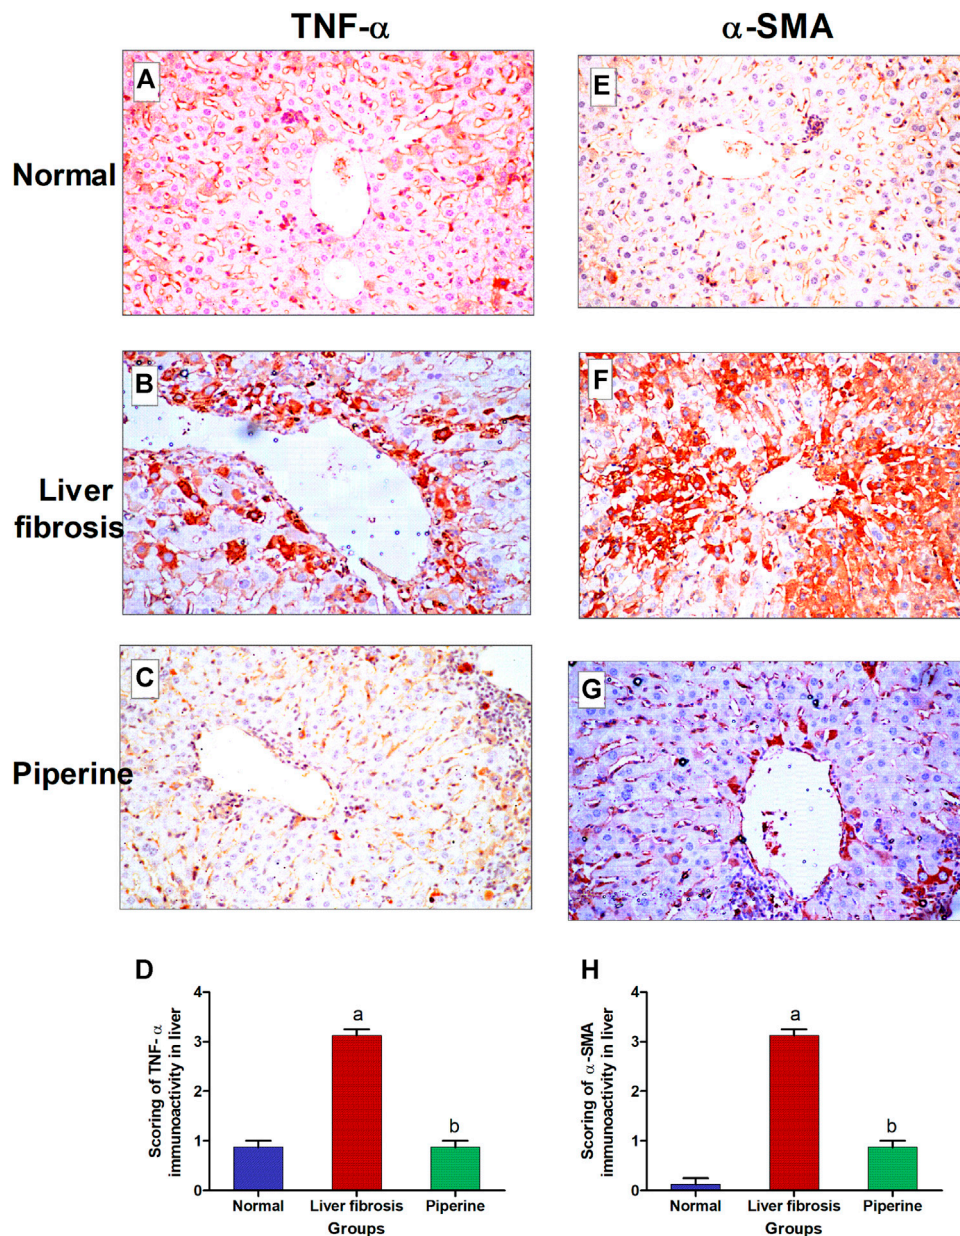 TNF-α
α-SMA
A
E
Normal
B
F
Liver
fibrosis
C
G
Piperine
D
Scoring of TNF- α
immunoactivity in liver
4
3
2
1
0
a
b
Normal
Liver fibrosis
Piperine
Groups
H
Scoring of α-SMA
immunoactivity in liver
4
3
2
1
0
a
b
Normal
Liver fibrosis
Piperine
Groups